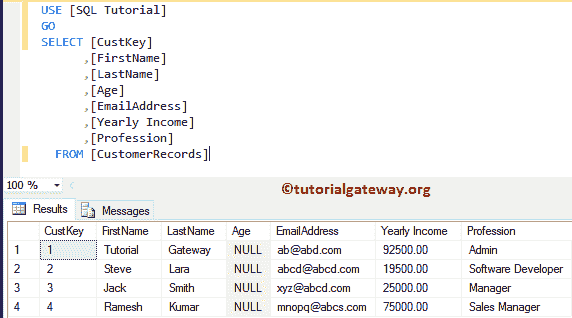 USE [SQL Tutorial]
GO
SELECT [CustKey]
,[FirstName]
,[LastName]
,[Age]
,[EmailAddress]
,[Yearly Income]
,[Profession]
FROM [CustomerRecords]
100 %
©tutorialgateway.org
Results Messages
CustKey FirstName LastName Age EmailAddress Yearly Income Profession
1 1 Tutorial Gateway NULL ab@abd.com 92500.00 Admin
2 2 Steve Lara NULL abcd@abcd.com 19500.00 Software Developer
3 3 Jack Smith NULL xyz@abcd.com 25000.00 Manager
4 4 Ramesh Kumar NULL mnopq@abcs.com 75000.00 Sales Manager